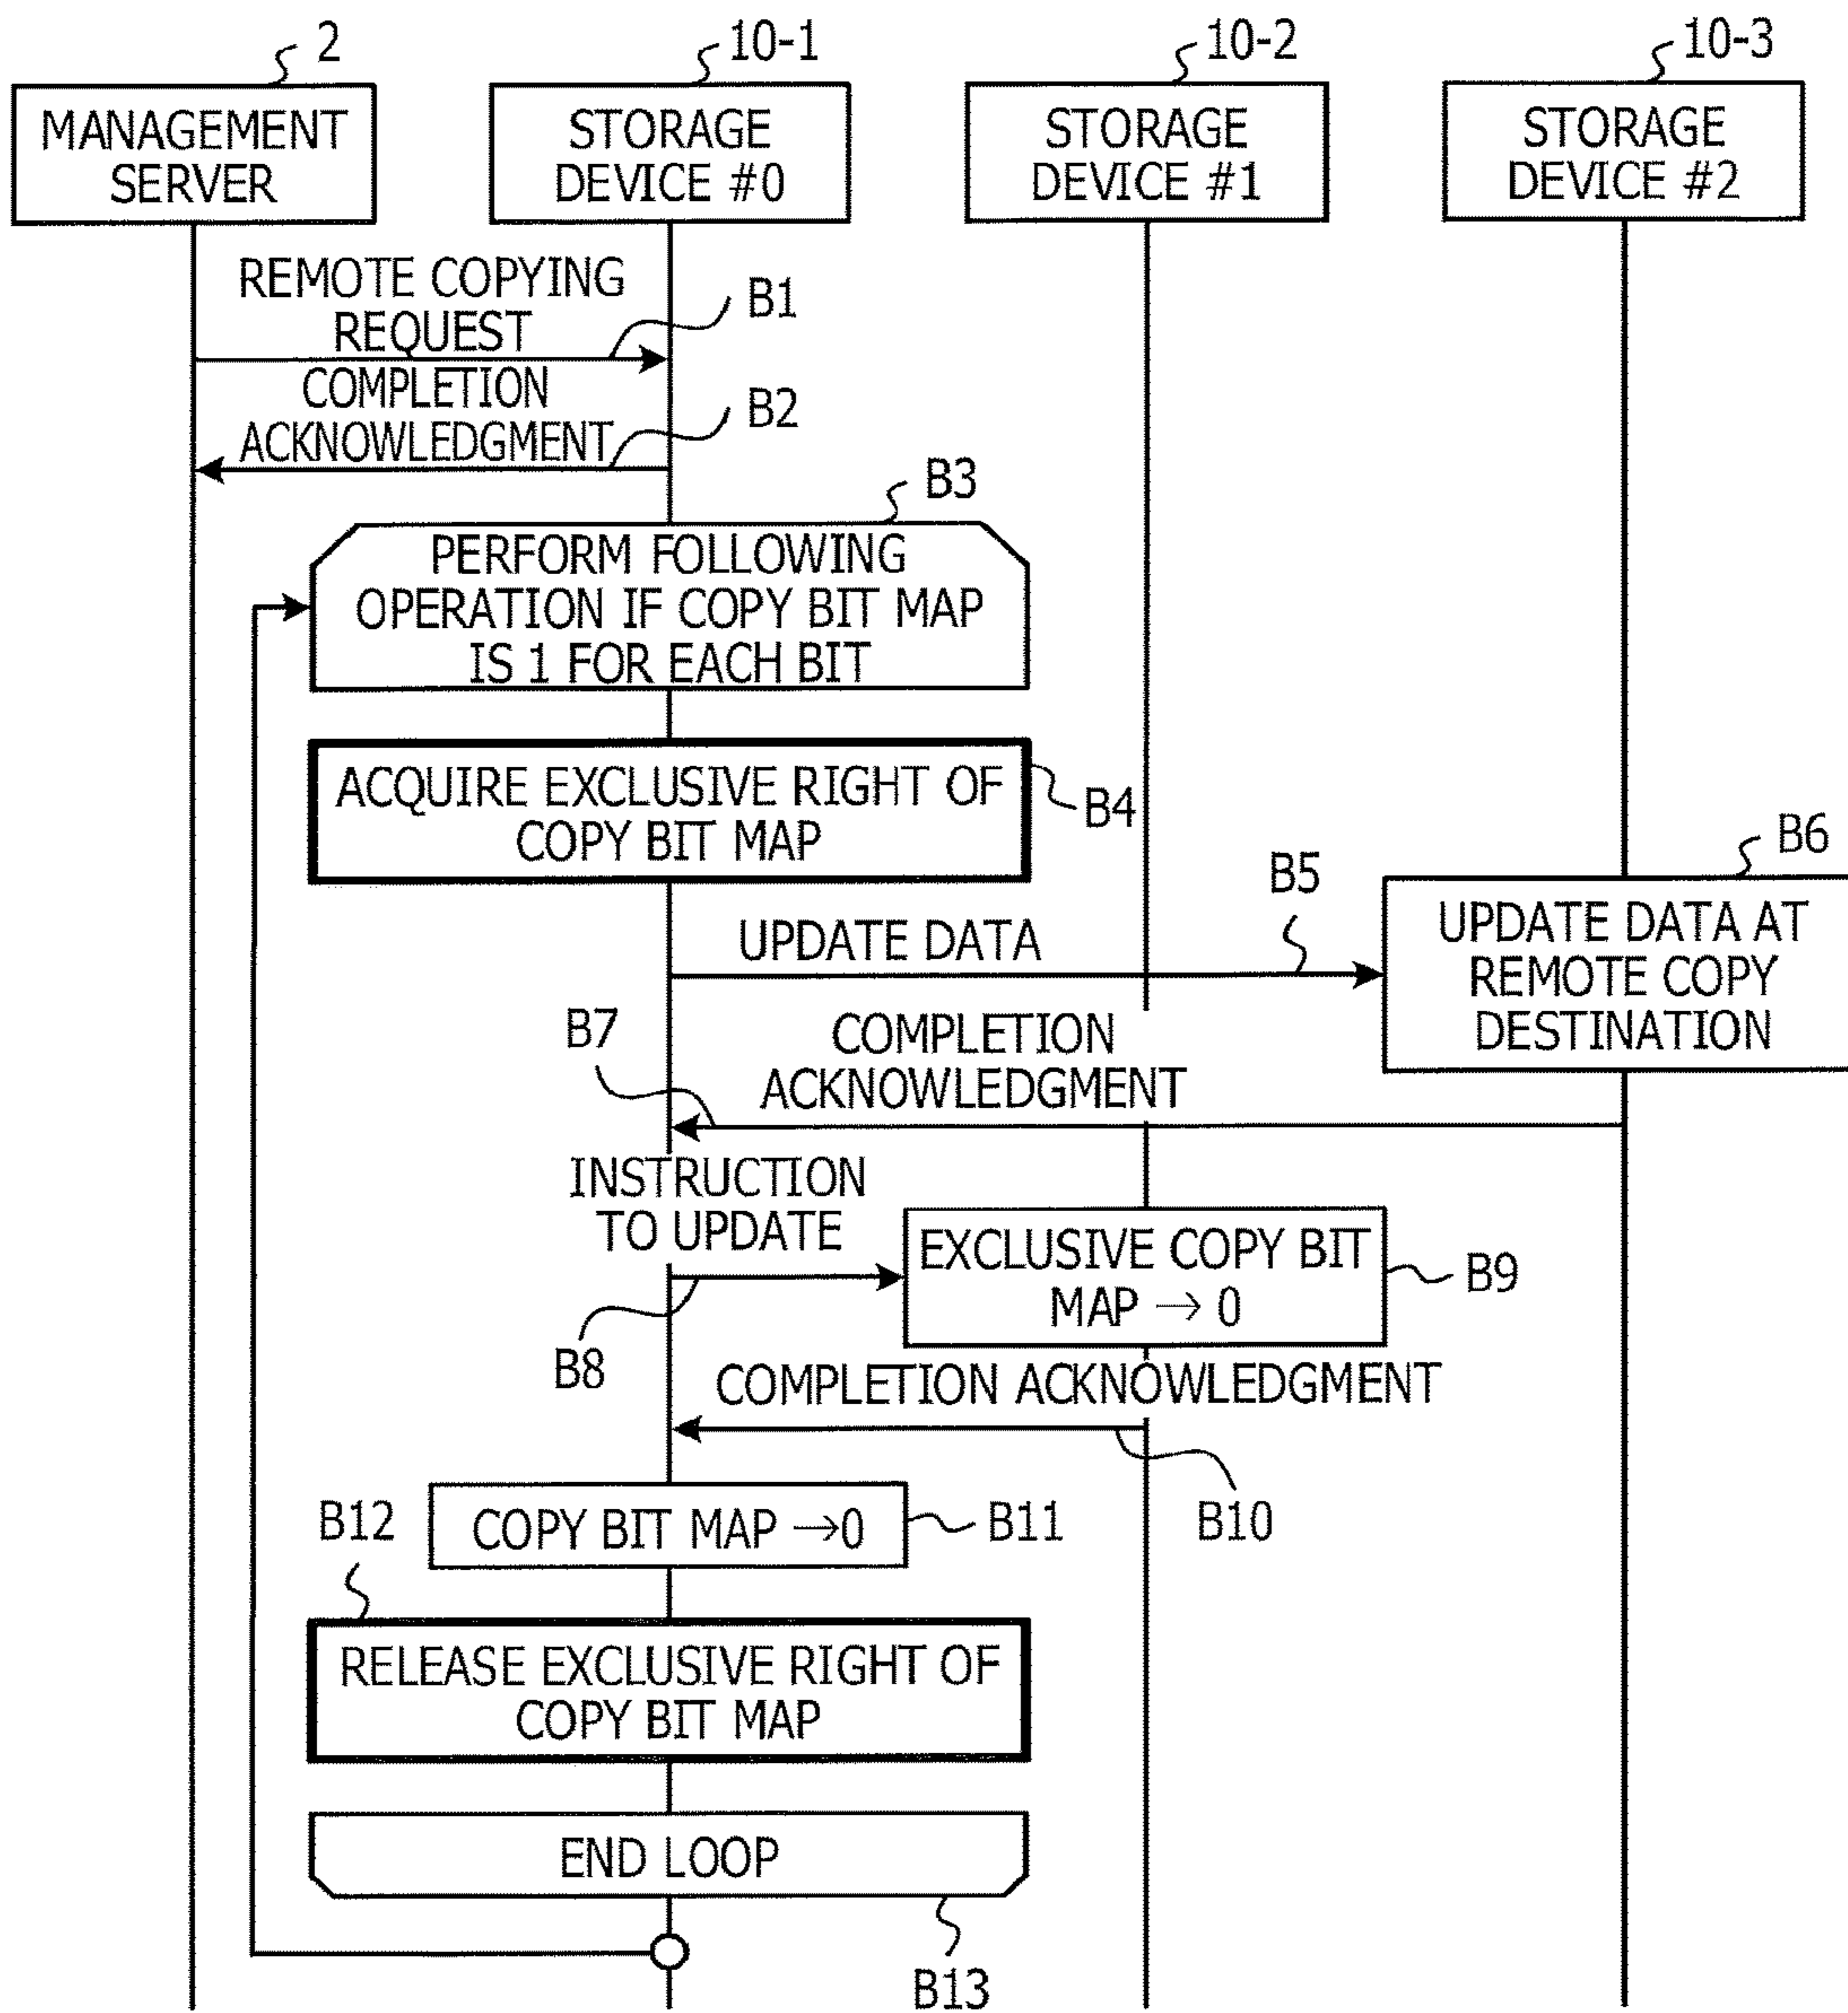 2
10-1
10-2
10-3
MANAGEMENT
SERVER
STORAGE
DEVICE #0
STORAGE
DEVICE #1
STORAGE
DEVICE #2
REMOTE COPYING
REQUEST
B1
COMPLETION
ACKNOWLEDGMENT
B2
B3
PERFORM FOLLOWING
OPERATION IF COPY BIT MAP
IS 1 FOR EACH BIT
ACQUIRE EXCLUSIVE RIGHT OF
COPY BIT MAP
B4
UPDATE DATA
B5
B6
UPDATE DATA AT
REMOTE COPY
DESTINATION
B7
COMPLETION
ACKNOWLEDGMENT
INSTRUCTION
TO UPDATE
B8
EXCLUSIVE COPY BIT
MAP → 0
B9
COMPLETION ACKNOWLEDGMENT
B10
COPY BIT MAP →0
B11
B12
RELEASE EXCLUSIVE RIGHT OF
COPY BIT MAP
END LOOP
B13